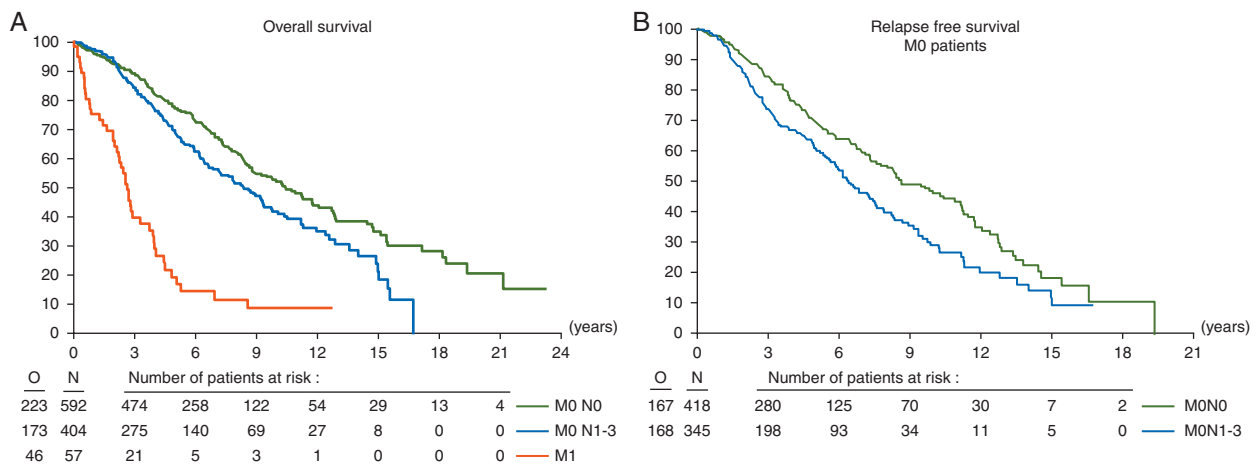 A
Overall survival
100
90
80
70
60
50
40
30
20
10
0
(years)
0 3 6 9 12 15 18 21 24
O N Number of patients at risk :
223 592 474 258 122 54 29 13 4 M0 N0
173 404 275 140 69 27 8 0 0 M0 N1-3
46 57 21 5 3 1 0 0 0 M1
B
Relapse free survival
M0 patients
100
90
80
70
60
50
40
30
20
10
0
(years)
0 3 6 9 12 15 18 21
O N Number of patients at risk :
167 418 280 125 70 30 7 2 M0N0
168 345 198 93 34 11 5 0 M0N1-3